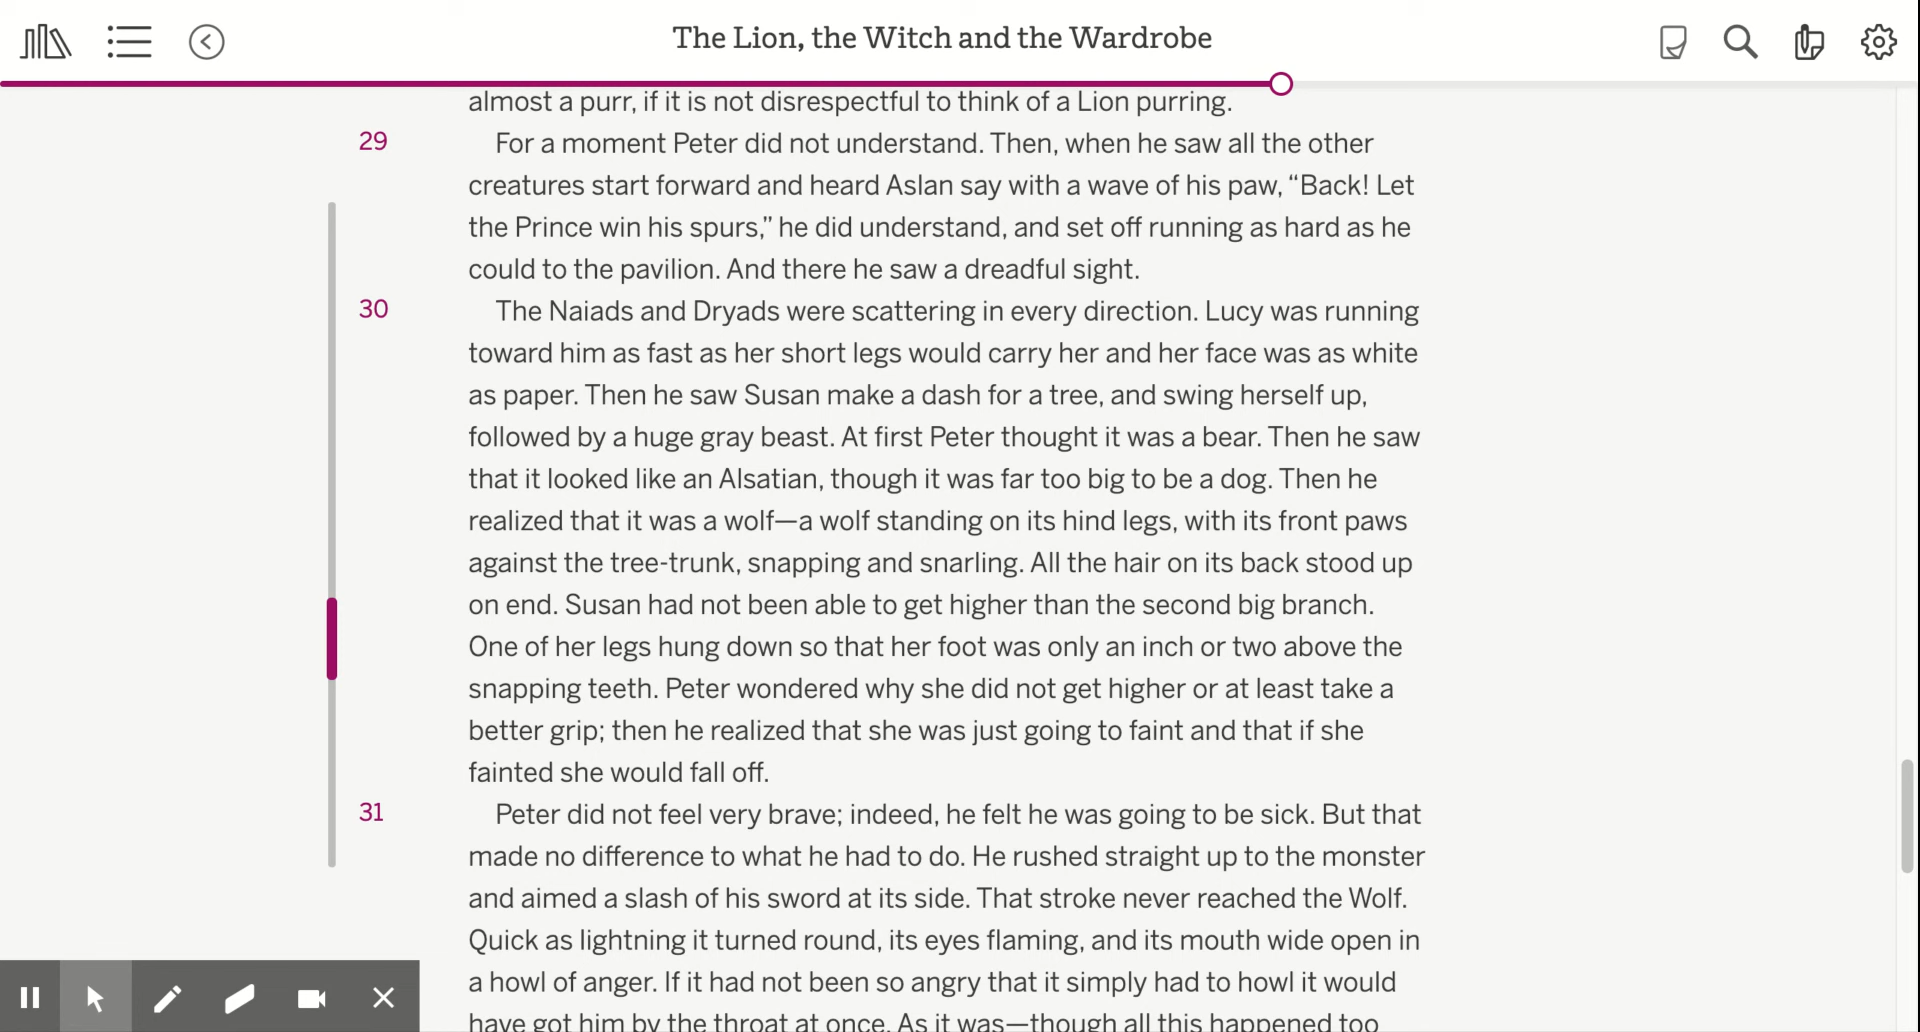 The Lion, the Witch and the Wardrobe
almost a purr, if it is not disrespectful to think of a Lion purring.
29 For a moment Peter did not understand. Then, when he saw all the other
creatures start forward and heard Aslan say with a wave of his paw, “Back! Let
the Prince win his spurs,” he did understand, and set off running as hard as he
could to the pavilion. And there he saw a dreadful sight.
30 The Naiads and Dryads were scattering in every direction. Lucy was running
toward him as fast as her short legs would carry her and her face was as white
as paper. Then he saw Susan make a dash for a tree, and swing herself up,
followed by a huge gray beast. At first Peter thought it was a bear. Then he saw
that it looked like an Alsatian, though it was far too big to be a dog. Then he
realized that it was a wolf—a wolf standing on its hind legs, with its front paws
against the tree-trunk, snapping and snarling. All the hair on its back stood up
on end. Susan had not been able to get higher than the second big branch.
One of her legs hung down so that her foot was only an inch or two above the
snapping teeth. Peter wondered why she did not get higher or at least take a
better grip; then he realized that she was just going to faint and that if she
fainted she would fall off.
31 Peter did not feel very brave; indeed, he felt he was going to be sick. But that
made no difference to what he had to do. He rushed straight up to the monster
and aimed a slash of his sword at its side. That stroke never reached the Wolf.
Quick as lightning it turned round, its eyes flaming, and its mouth wide open in
a howl of anger. If it had not been so angry that it simply had to howl it would
have got him by the throat at once. As it was—though all this happened too